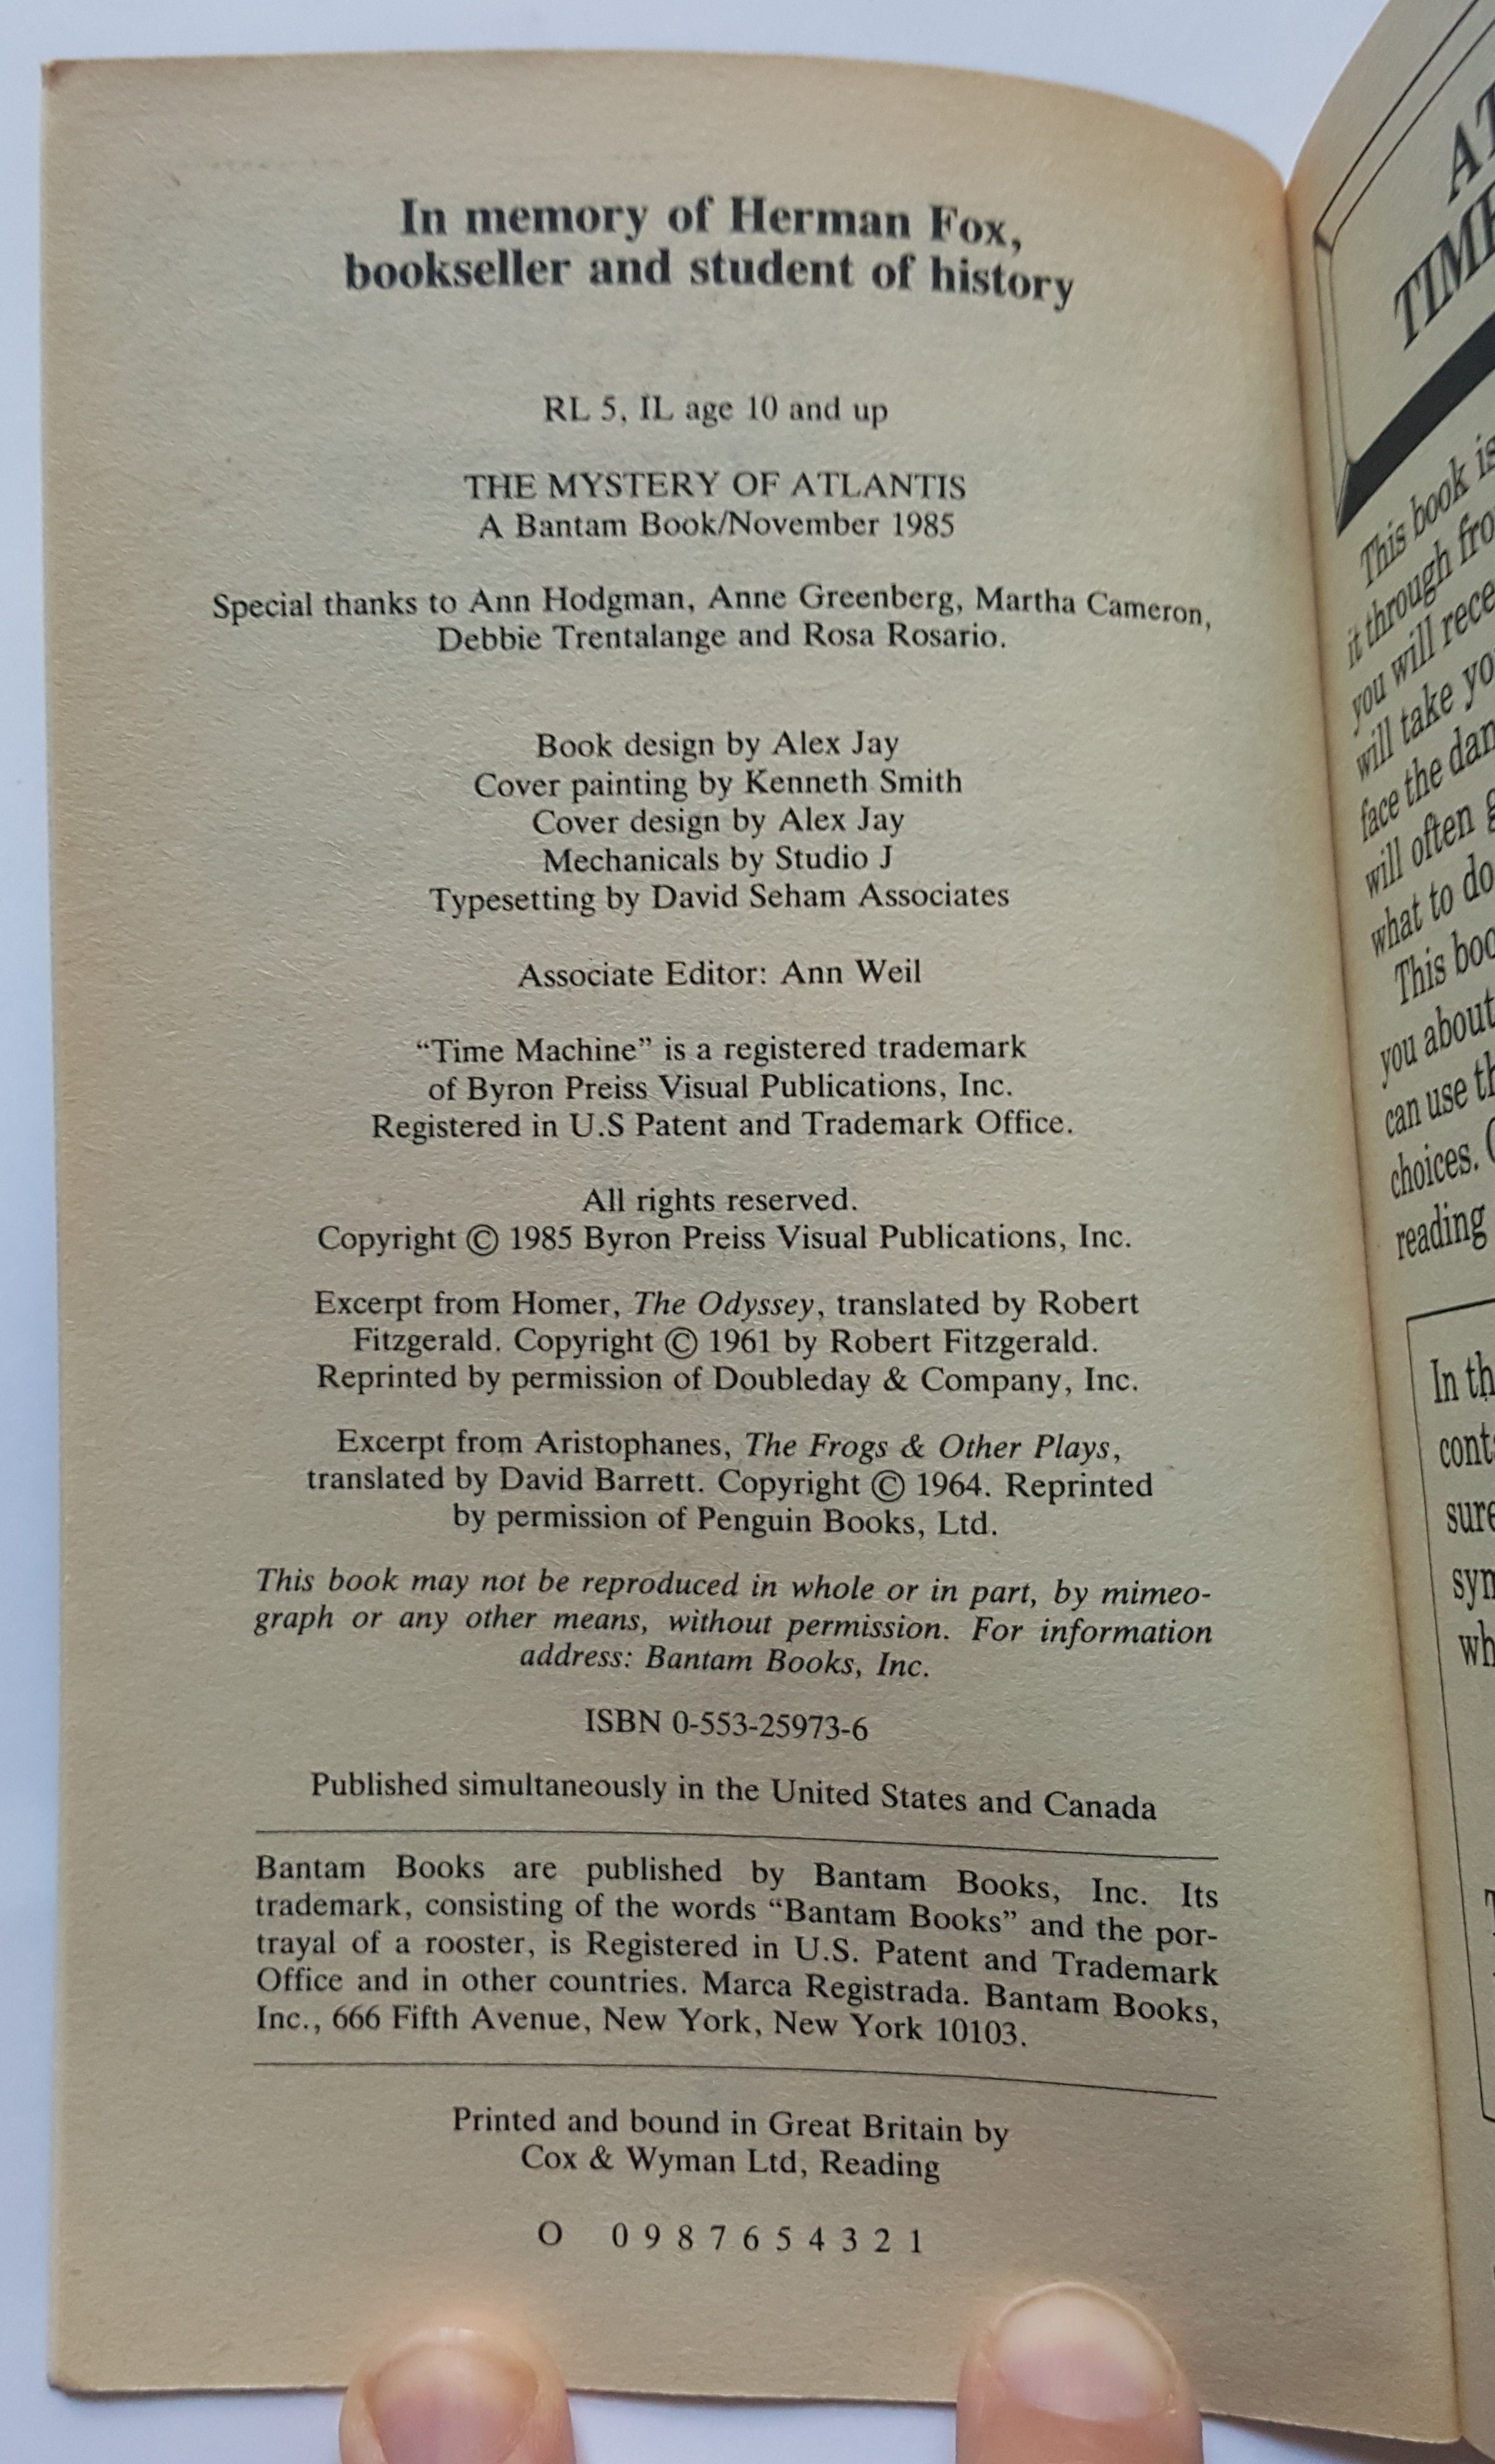 In memory of Herman Fox,
bookseller and student of history
RL 5, IL age 10 and up
THE MYSTERY OF ATLANTIS
A Bantam Book/November 1985
Special thanks to Ann Hodgman, Anne Greenberg, Martha Cameron,
Debbie Trentalange and Rosa Rosario.
Book design by Alex Jay
Cover painting by Kenneth Smith
Cover design by Alex Jay
Mechanicals by Studio J
Typesetting by David Seham Associates
Associate Editor: Ann Weil
“Time Machine” is a registered trademark
of Byron Preiss Visual Publications, Inc.
Registered in U.S Patent and Trademark Office.
All rights reserved.
Copyright © 1985 Byron Preiss Visual Publications, Inc.
Excerpt from Homer, The Odyssey, translated by Robert
Fitzgerald. Copyright © 1961 by Robert Fitzgerald.
Reprinted by permission of Doubleday & Company, Inc.
Excerpt from Aristophanes, The Frogs & Other Plays,
translated by David Barrett. Copyright © 1964. Reprinted
by permission of Penguin Books, Ltd.
This book may not be reproduced in whole or in part, by mimeo-
graph or any other means, without permission. For information
address: Bantam Books, Inc.
ISBN 0-553-25973-6
Published simultaneously in the United States and Canada
Bantam Books are published by Bantam Books, Inc. Its
trademark, consisting of the words “Bantam Books” and the por-
trayal of a rooster, is Registered in U.S. Patent and Trademark
Office and in other countries. Marca Registrada. Bantam Books,
Inc., 666 Fifth Avenue, New York, New York 10103.
Printed and bound in Great Britain by
Cox & Wyman Ltd, Reading
O 0 9 8 7 6 5 4 3 2 1
This book
it through
you will
will take
face the
will often
what to do
This
you about
can use
choices.
reading
In